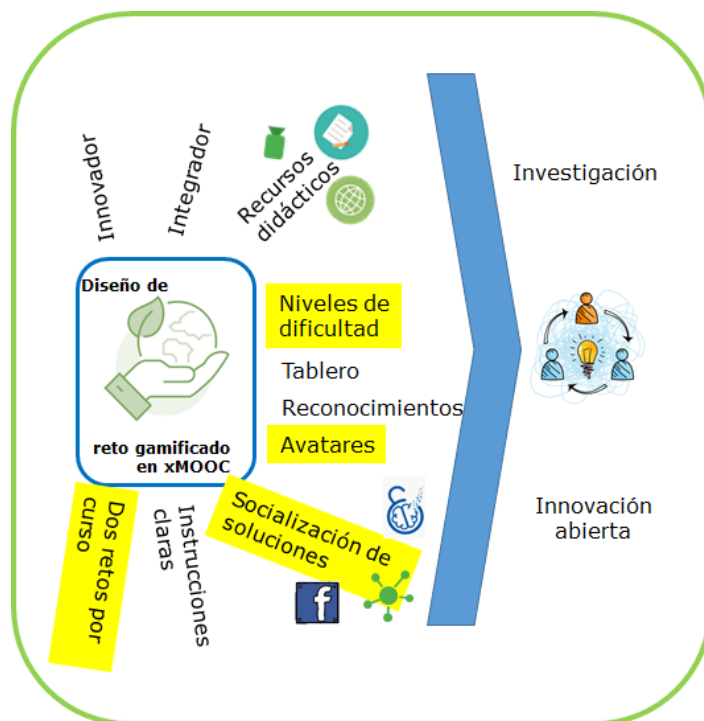 Innovador
Integrador
Recursos
didácticos
Investigación
Diseño de
reto gamificado
en xMOOC
Niveles de
dificultad
Tablero
Reconocimientos
Avatares
Dos retos por
curso
Instrucciones
claras
Socialización de
soluciones
f
Innovación
abierta